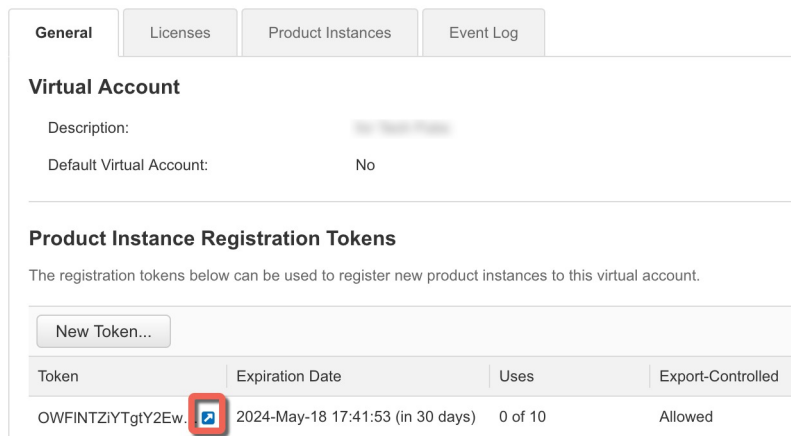 General Licenses Product Instances Event Log
Virtual Account
Description:
Default Virtual Account: No
Product Instance Registration Tokens
The registration tokens below can be used to register new product instances to this virtual account.
New Token...
Token Expiration Date Uses Export-Controlled
OWFlNTZiYTgtY2Ew.. 2024-May-18 17:41:53 (in 30 days) 0 of 10 Allowed